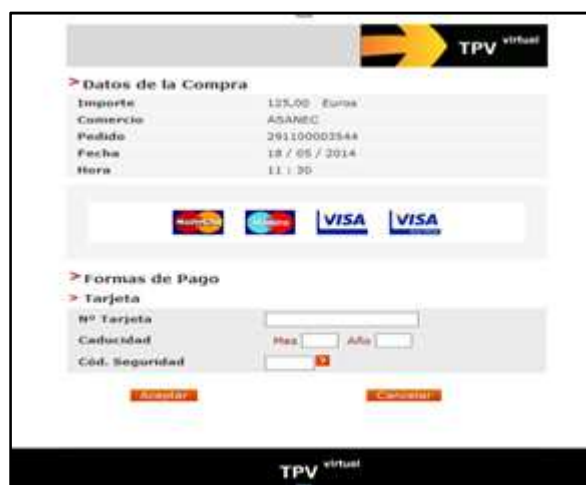 TPV virtual
> Datos de la Compra
Importe 125,00 Euros
Comercio ASANEC
Pedido 291100003544
Fecha 18 / 05 / 2014
Hora 11 : 30
MasterCard Maestro VISA VISA
> Formas de Pago
> Tarjeta
Nº Tarjeta
Caducidad Mes Año
Cód. Seguridad ?
Aceptar Cancelar
TPV virtual